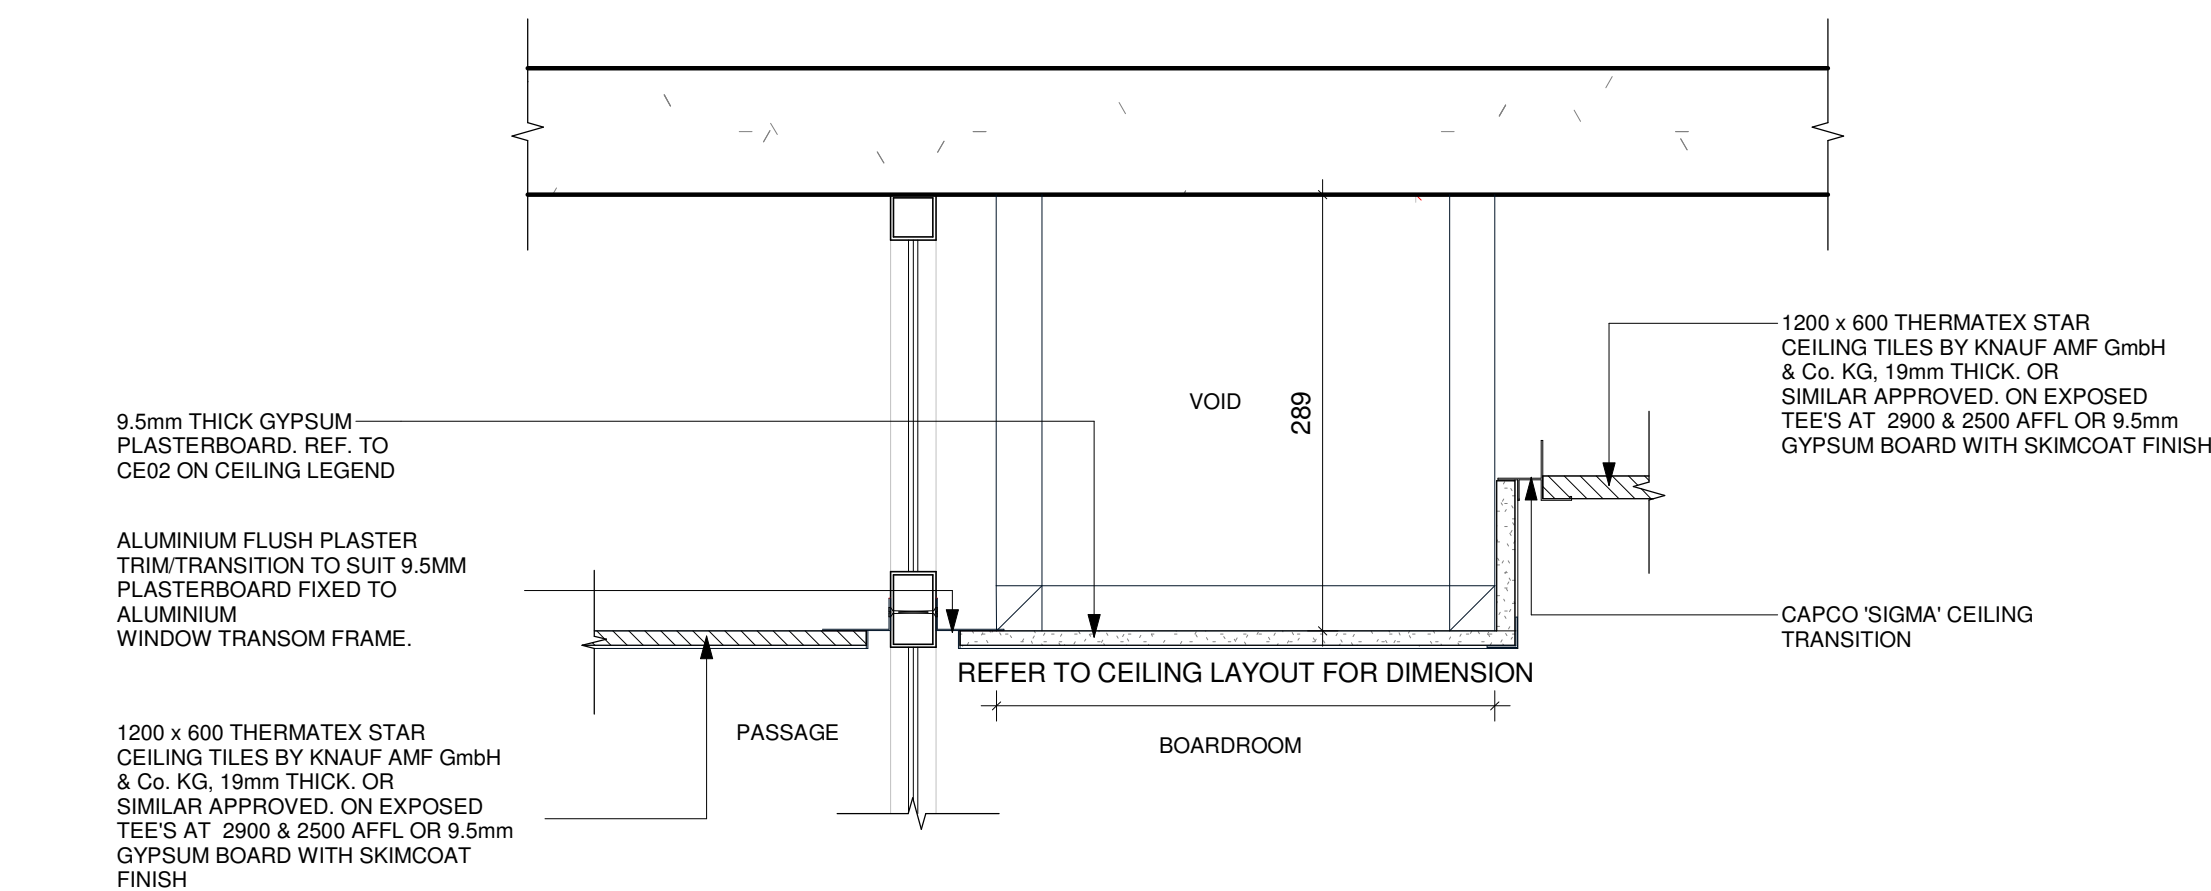 9.5mm THICK GYPSUM
PLASTERBOARD. REF. TO
CE02 ON CEILING LEGEND
ALUMINIUM FLUSH PLASTER
TRIM/TRANSITION TO SUIT 9.5MM
PLASTERBOARD FIXED TO
ALUMINIUM
WINDOW TRANSOM FRAME.
1200 x 600 THERMATEX STAR
CEILING TILES BY KNAUF AMF GmbH
& Co. KG, 19mm THICK. OR
SIMILAR APPROVED. ON EXPOSED
TEE'S AT 2900 & 2500 AFFL OR 9.5mm
GYPSUM BOARD WITH SKIMCOAT
FINISH
PASSAGE
VOID
289
REFER TO CEILING LAYOUT FOR DIMENSION
BOARDROOM
1200 x 600 THERMATEX STAR
CEILING TILES BY KNAUF AMF GmbH
& Co. KG, 19mm THICK. OR
SIMILAR APPROVED. ON EXPOSED
TEE'S AT 2900 & 2500 AFFL OR 9.5mm
GYPSUM BOARD WITH SKIMCOAT FINISH
CAPCO 'SIGMA' CEILING
TRANSITION